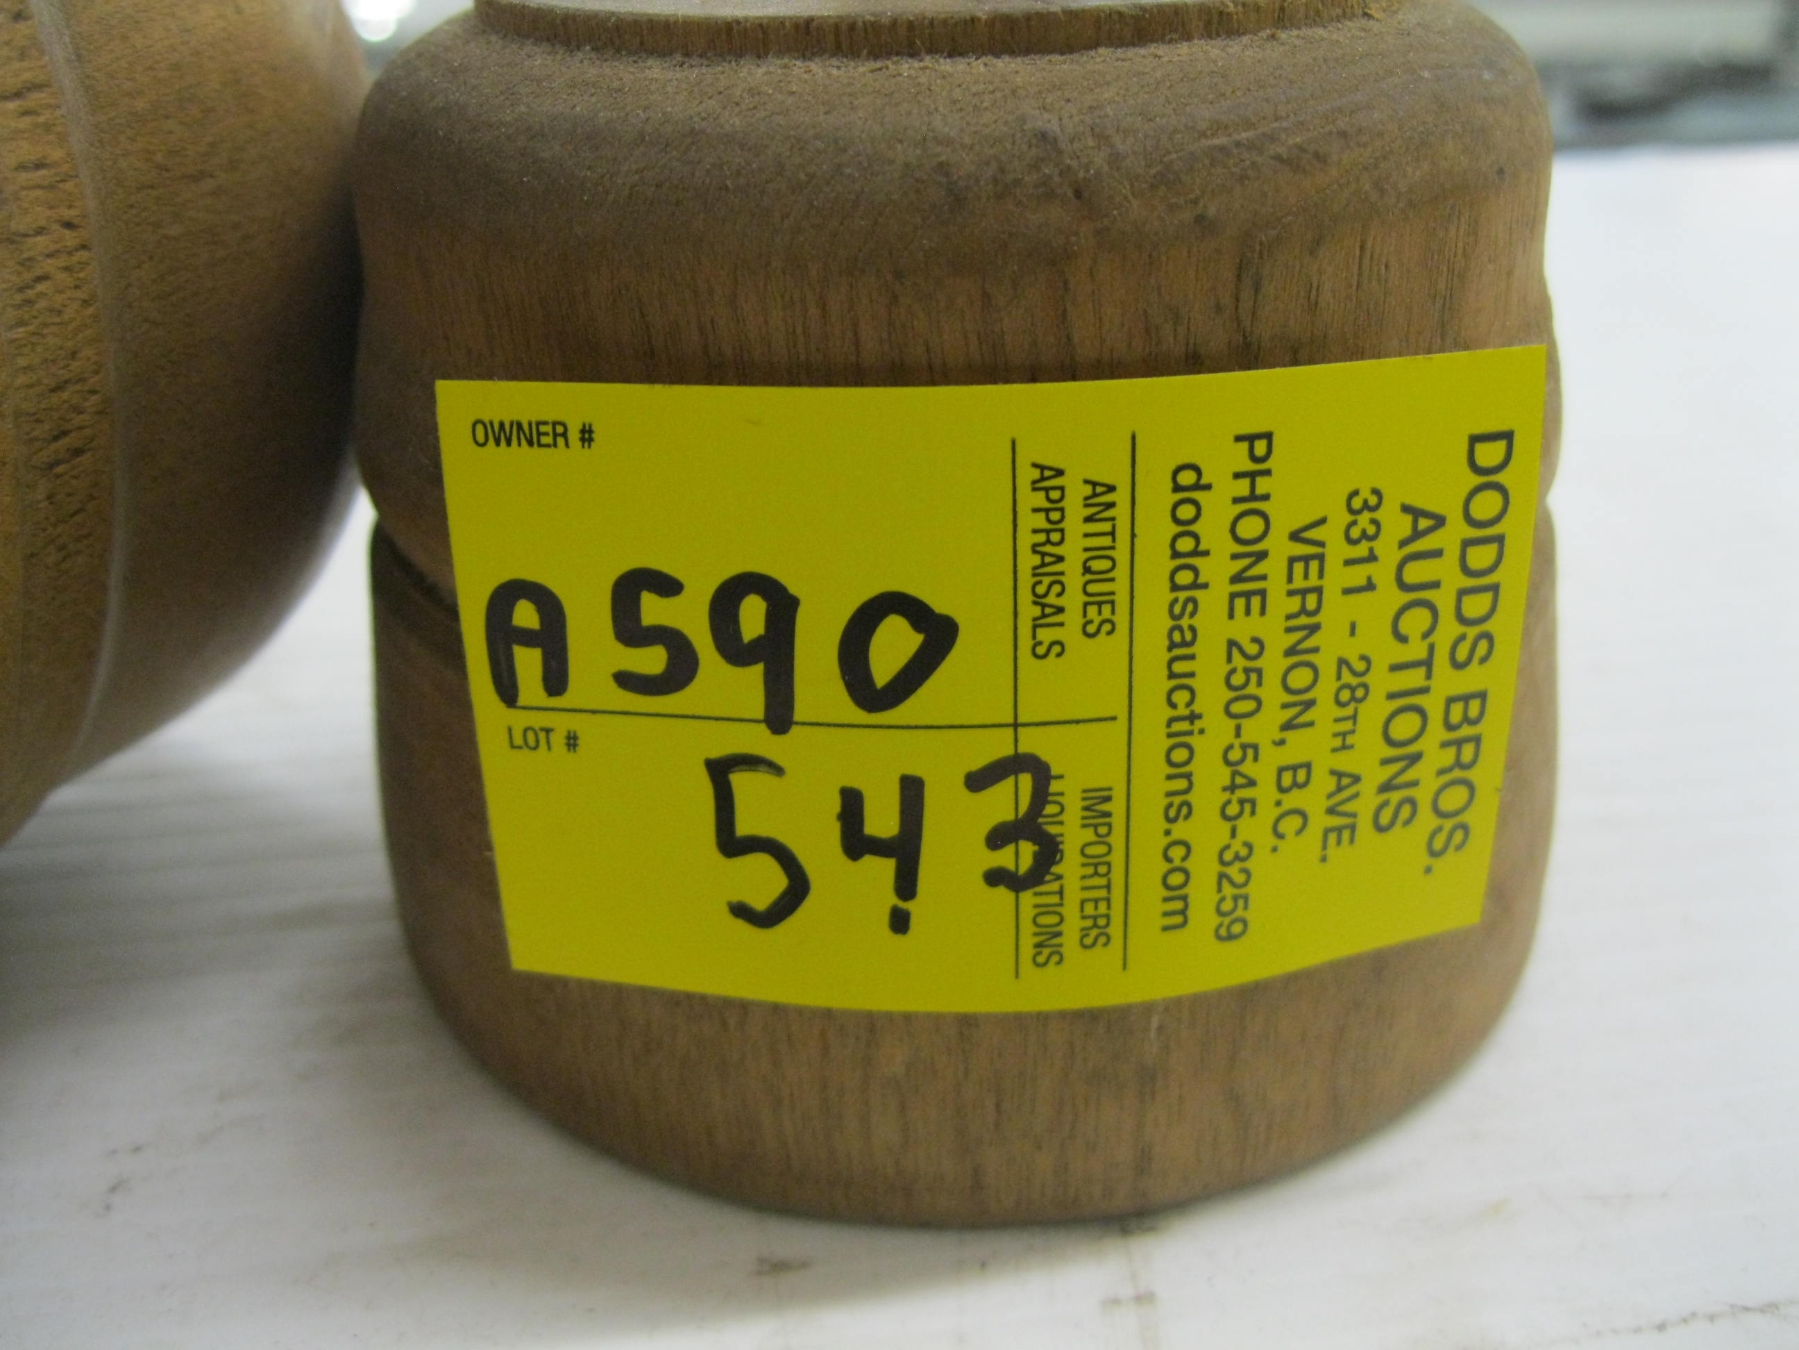 OWNER #
A590
LOT #
543
ANTIQUES
APPRAISALS
IMPORTERS
LIQUIDATIONS
DODDS BROS.
AUCTIONS
3311 - 28TH AVE.
VERNON, B.C.
PHONE 250-545-3259
doddsauctions.com